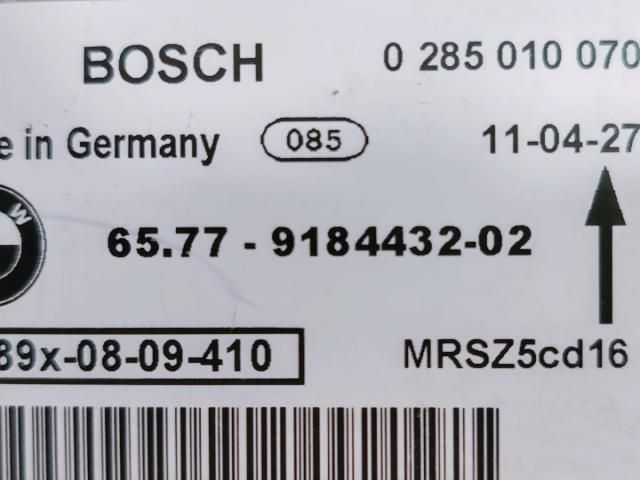 BOSCH 0 285 010 070
e in Germany 085 11-04-27
W
65.77 - 9184432-02
89x-08-09-410 MRSZ5cd16